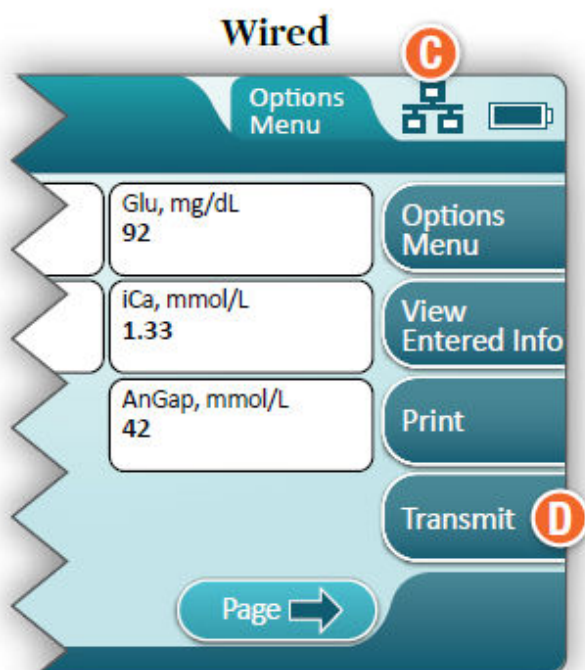 Wired
C
Options
Menu
Glu, mg/dL
92
Options
Menu
iCa, mmol/L
1.33
View
Entered Info
AnGap, mmol/L
42
Print
Transmit D
Page